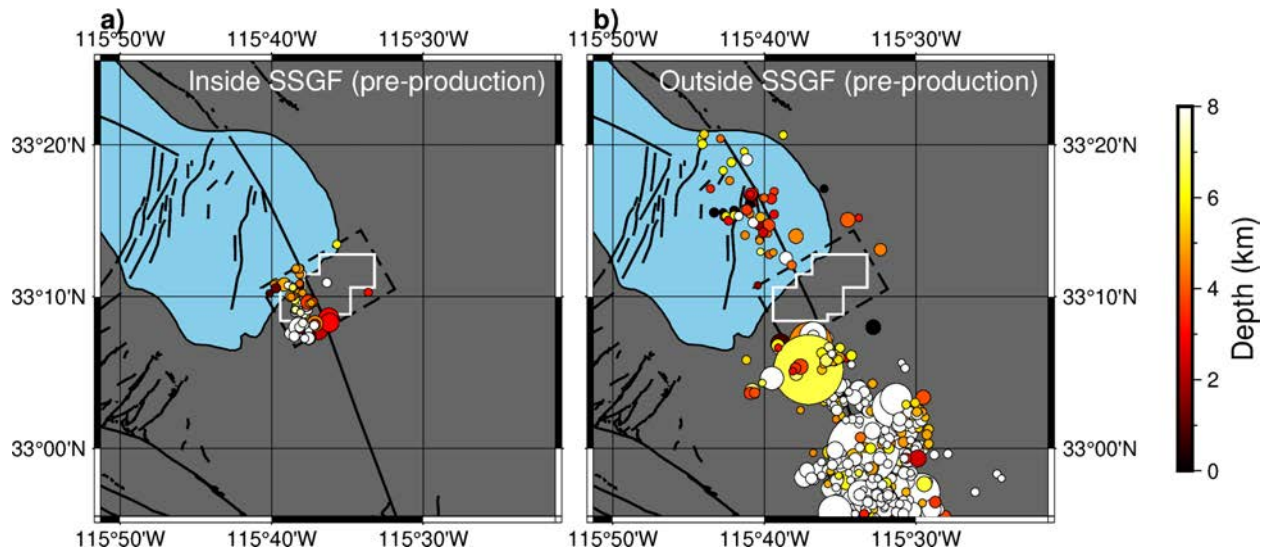 a)
115°50'W 115°40'W 115°30'W
Inside SSGF (pre-production)
33°20'N
33°10'N
33°00'N
115°50'W 115°40'W 115°30'W
b)
115°50'W 115°40'W 115°30'W
Outside SSGF (pre-production)
33°20'N
33°10'N
33°00'N
115°50'W 115°40'W 115°30'W
8
6
4
2
0
Depth (km)